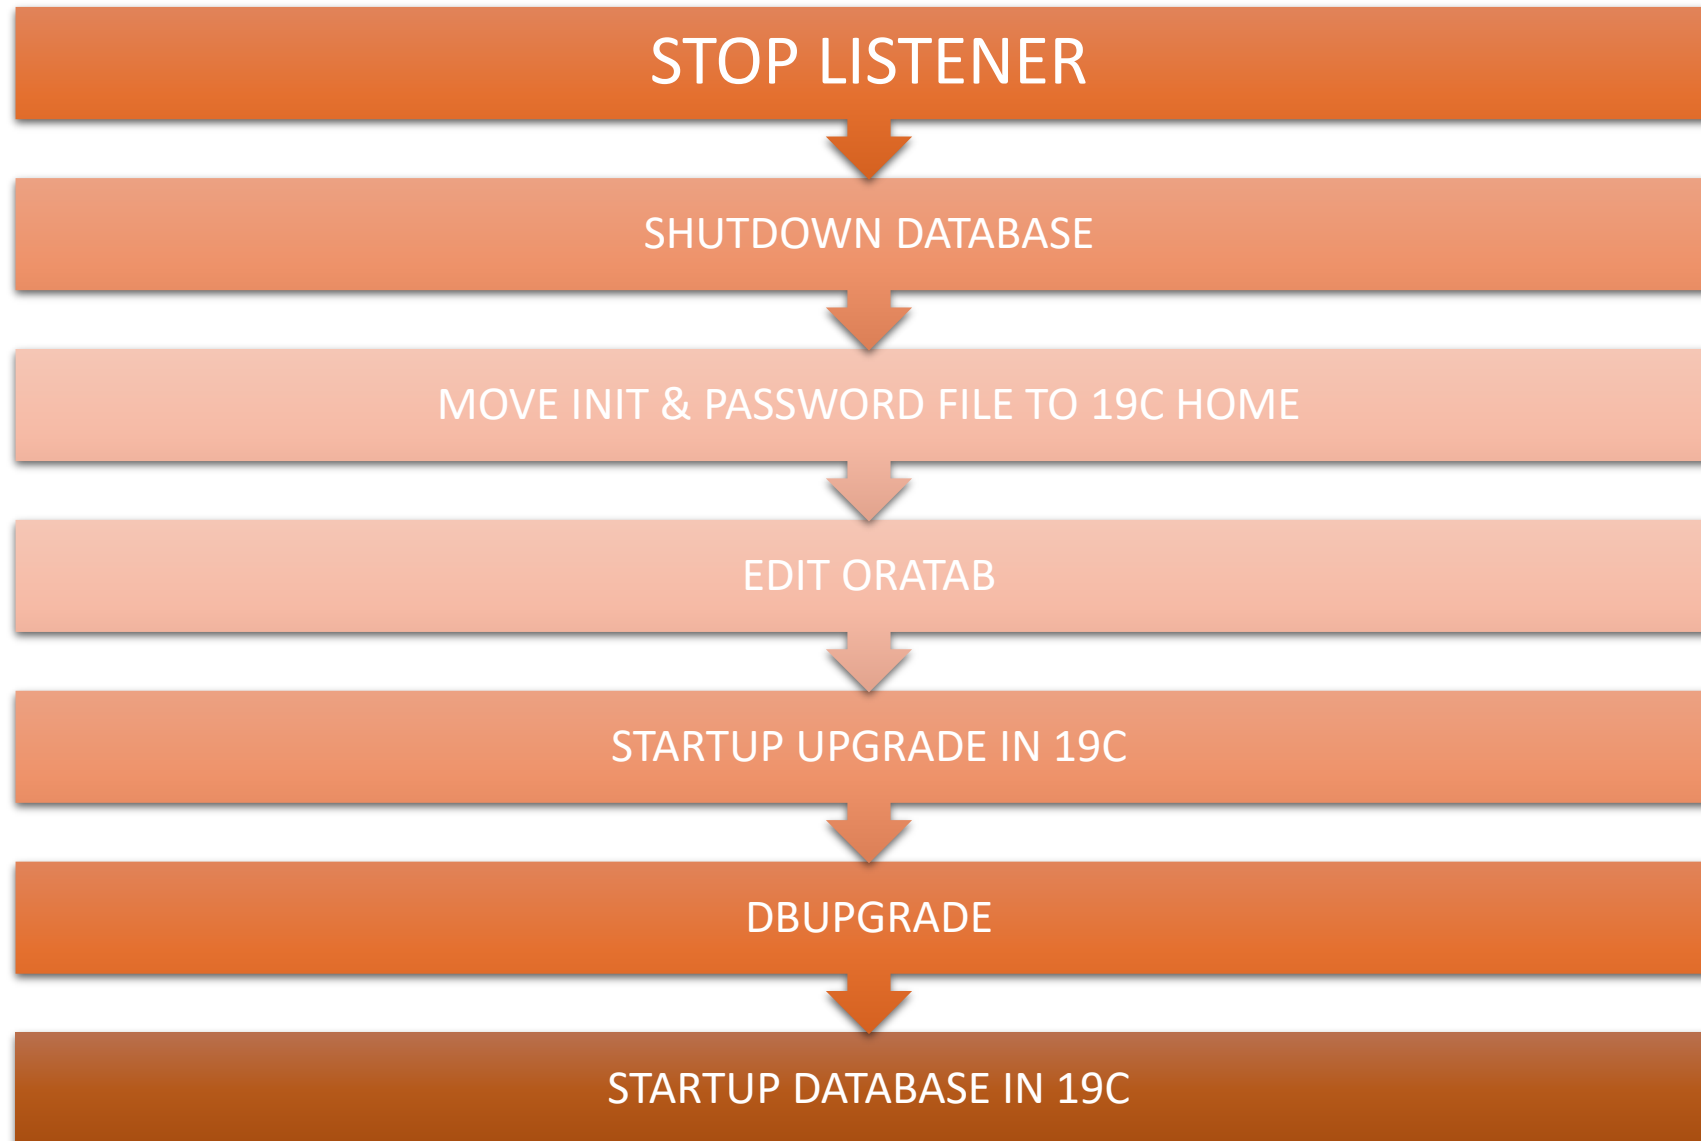 STOP LISTENER
SHUTDOWN DATABASE
MOVE INIT & PASSWORD FILE TO 19C HOME
EDIT ORATAB
STARTUP UPGRADE IN 19C
DBUPGRADE
STARTUP DATABASE IN 19C